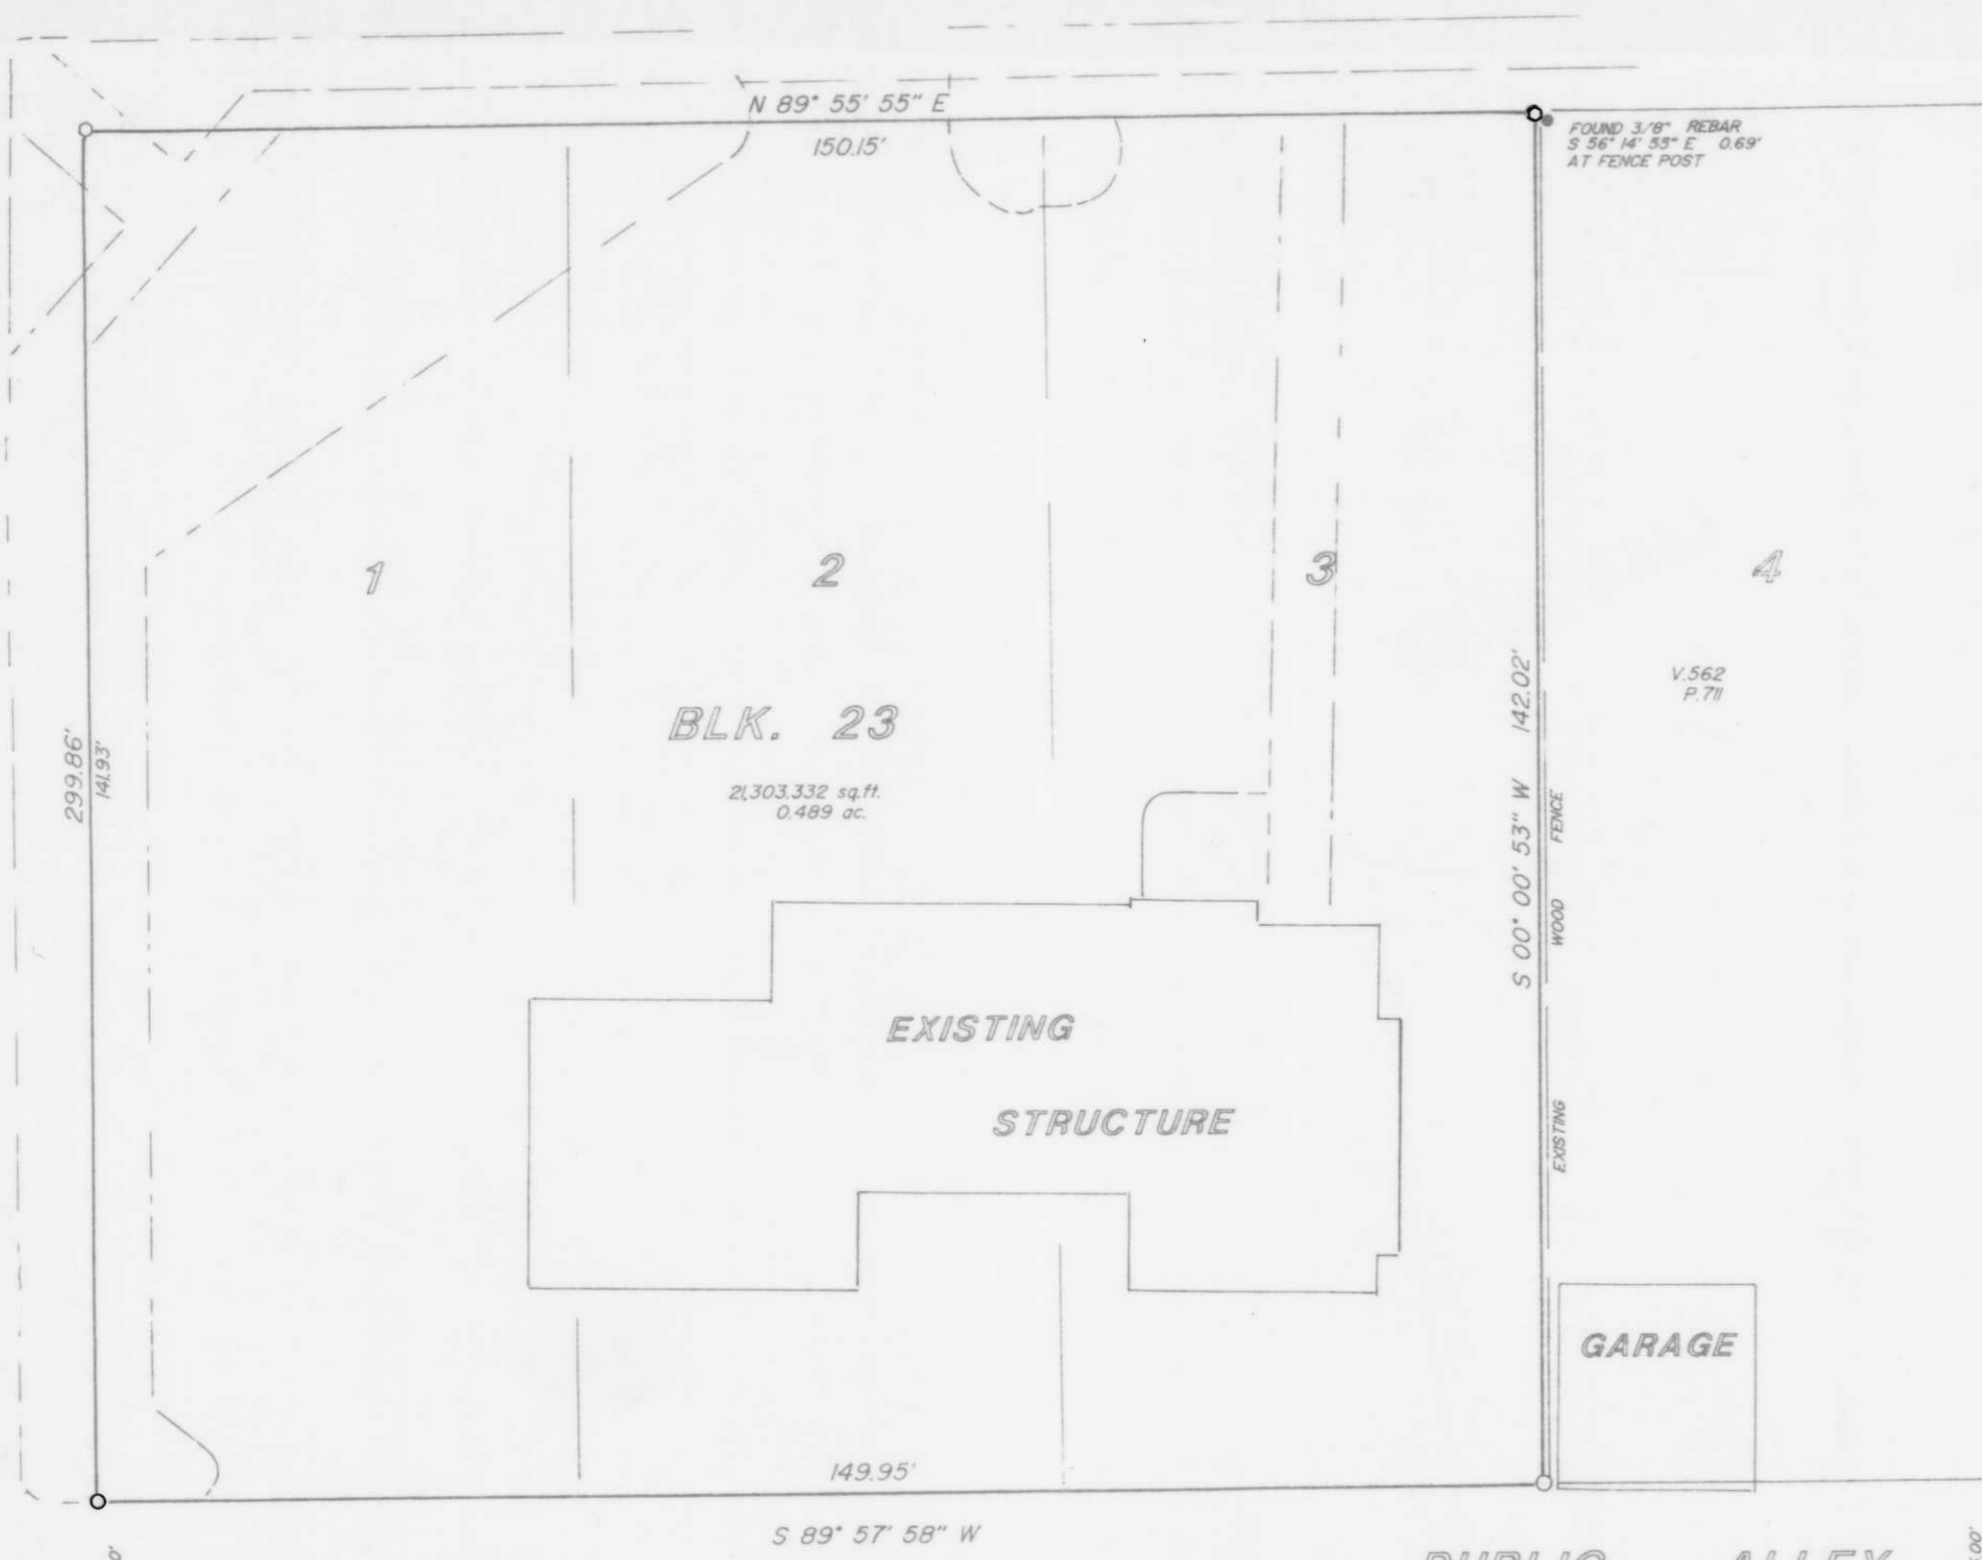 N 89° 55' 55" E
150.15'
FOUND 3/8" REBAR
S 56° 14' 55" E 0.69'
AT FENCE POST
1
2
3
4
V.562
P.711
BLK. 23
21,303.332 sq.ft.
0.489 ac.
299.86'
141.93'
S 00° 00' 53" W 142.02'
EXISTING WOOD FENCE
EXISTING
STRUCTURE
GARAGE
149.95'
S 89° 57' 58" W
PUBLIC ALLEY